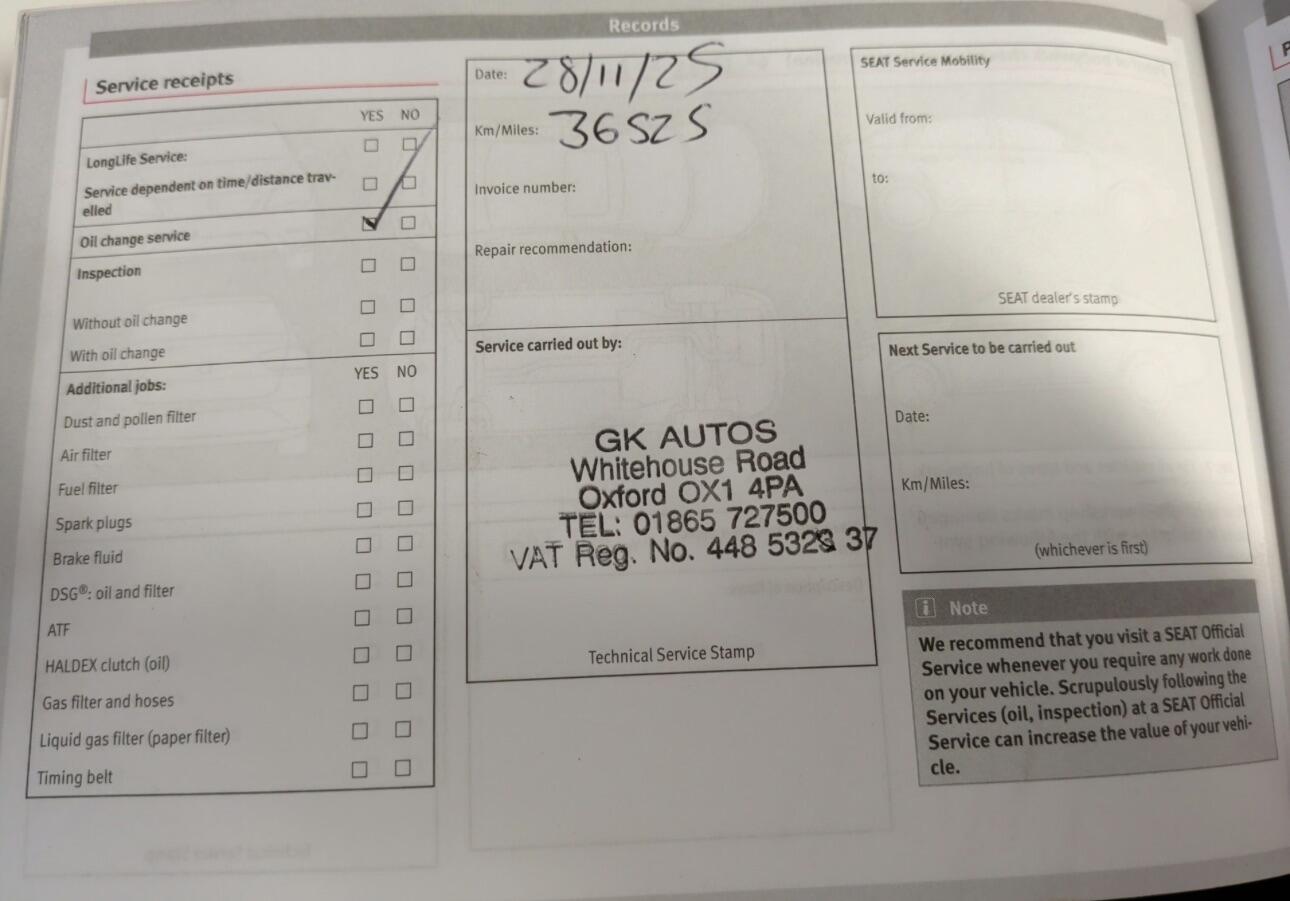 Records
Service receipts
YES NO
LongLife Service:
Service dependent on time/distance trav-
elled
Oil change service
Inspection
Without oil change
With oil change
Additional jobs: YES NO
Dust and pollen filter
Air filter
Fuel filter
Spark plugs
Brake fluid
DSG®: oil and filter
ATF
HALDEX clutch (oil)
Gas filter and hoses
Liquid gas filter (paper filter)
Timing belt
Date: 28/11/25
Km/Miles: 36525
Invoice number:
Repair recommendation:
Service carried out by:
GK AUTOS
Whitehouse Road
Oxford OX1 4PA
TEL: 01865 727500
VAT Reg. No. 448 5323 37
Technical Service Stamp
SEAT Service Mobility
Valid from:
to:
SEAT dealer's stamp
Next Service to be carried out
Date:
Km/Miles:
(whichever is first)
i Note
We recommend that you visit a SEAT Official
Service whenever you require any work done
on your vehicle. Scrupulously following the
Services (oil, inspection) at a SEAT Official
Service can increase the value of your vehi-
cle.